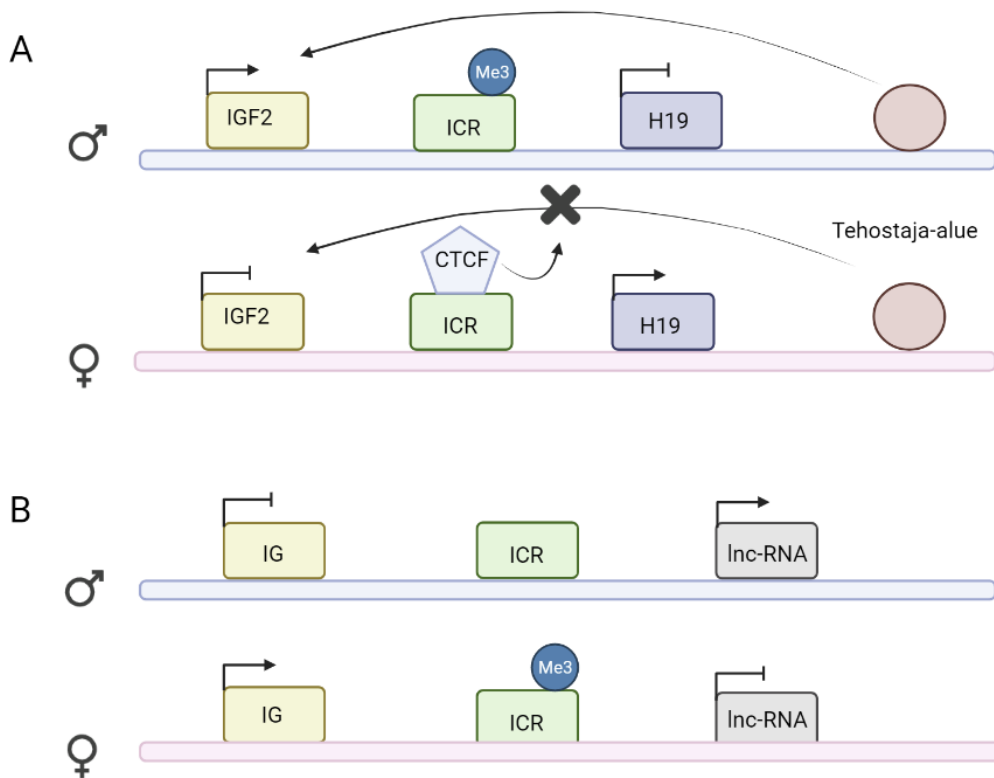 A
Me3
IGF2
ICR
H19
Tehostaja-alue
CTCF
IGF2
ICR
H19
B
IG
ICR
lnc-RNA
Me3
IG
ICR
lnc-RNA